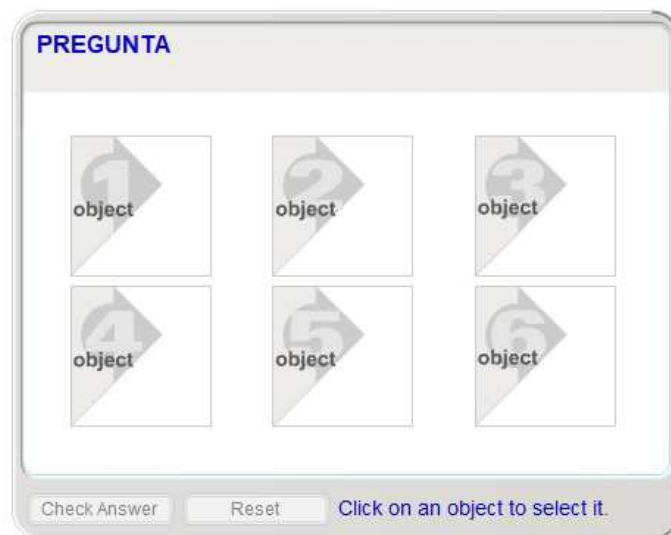 PREGUNTA
1 2 3
object object object
4 5 6
object object object
Check Answer Reset Click on an object to select it.